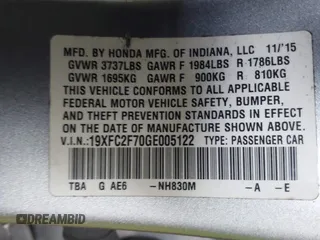 MFD. BY HONDA MFG. OF INDIANA, LLC 11/'15
GVWR 3737LBS GAWR F 1984LBS R 1786LBS
GVWR 1695KG GAWR F 900KG R 810KG
THIS VEHICLE CONFORMS TO ALL APPLICABLE
FEDERAL MOTOR VEHICLE SAFETY, BUMPER,
AND THEFT PREVENTION STANDARDS IN EFFECT ON
THE DATE OF MANUFACTURE SHOWN ABOVE.
V.I.N.: 19XFC2F70GE005122 TYPE: PASSENGER CAR
TBA G AE6 -NH830M -A -E
© BIDHISTORY